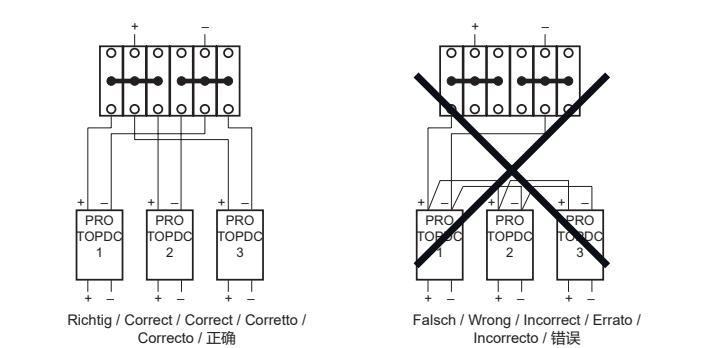 + – + –
+ – + – + – + – + – + –
PRO PRO PRO PRO PRO PRO
TOPDC TOPDC TOPDC TOPDC TOPDC TOPDC
1 2 3 1 2 3
+ – + – + – + – + – + –
Richtig / Correct / Correct / Corretto /
Correcto / 正确
Falsch / Wrong / Incorrect / Errato /
Incorrecto / 错误